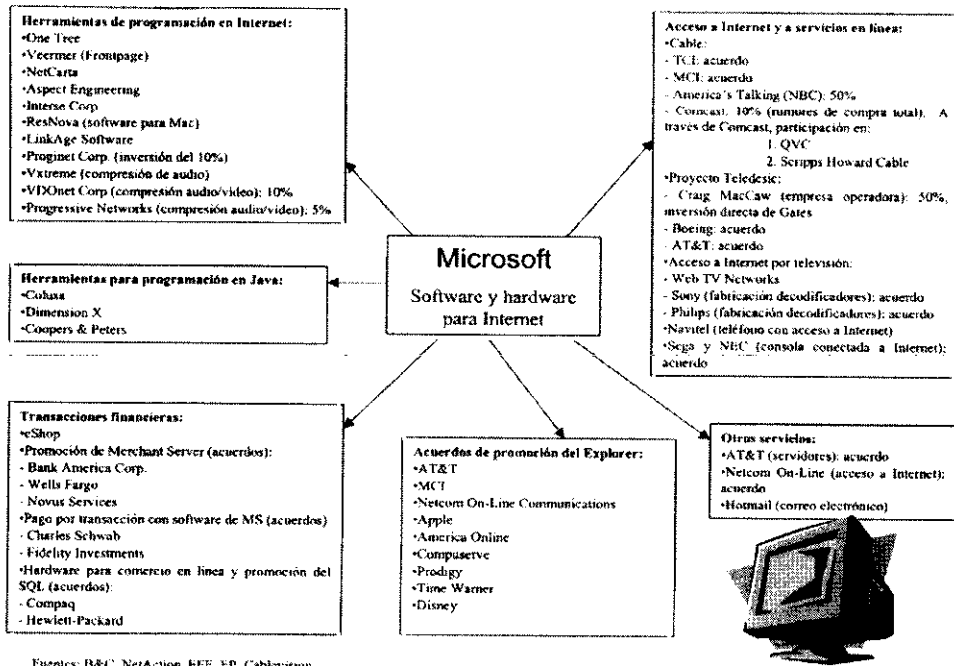 Herramientas de programación en Internet:
•One Tree
•Veermer (Frontpage)
•NetCarta
•Aspect Engineering
•Interse Corp
•ResNova (software para Mac)
•LinkAge Software
•Proginet Corp. (inversión del 10%)
•Vxtreme (compresión de audio)
•VIXOnet Corp (compresión audio/video): 10%
•Progressive Networks (compresión audio/video): 5%
Herramientas para programación en Java:
•Colusa
•Dimension X
•Coopers & Peters
Transacciones financieras:
•eShop
•Promoción de Merchant Server (acuerdos):
- Bank America Corp.
- Wells Fargo
- Novus Services
•Pago por transacción con software de MS (acuerdos)
- Charles Schwab
- Fidelity Investments
•Hardware para comercio en línea y promoción del
SQL (acuerdos):
- Compaq
- Hewlett-Packard
Microsoft
Software y hardware
para Internet
Acuerdos de promoción del Explorer:
•AT&T
•MCI
•Netcom On-Line Communications
•Apple
•America Online
•Compuserve
•Prodigy
•Time Warner
•Disney
Acceso a Internet y a servicios en línea:
•Cable:
- TCI: acuerdo
- MCI: acuerdo
- America's Talking (NBC): 50%
- Comcast, 10% (rumores de compra total). A
través de Comcast, participación en:
1. QVC
2. Scripps Howard Cable
•Proyecto Teledesic:
- Craig MacCaw (empresa operadora): 50%,
inversión directa de Gates
- Boeing: acuerdo
- AT&T: acuerdo
•Acceso a Internet por televisión:
- Web TV Networks
- Sony (fabricación decodificadores): acuerdo
- Philips (fabricación decodificadores): acuerdo
•Navitel (teléfono con acceso a Internet)
•Sega y NEC (consola conectada a Internet):
acuerdo
Otros servicios:
•AT&T (servidores): acuerdo
•Netcom On-Line (acceso a Internet):
acuerdo
•Hotmail (correo electrónico)
Fuentes: B&C, NetAction, EFE, EP, Cablevision